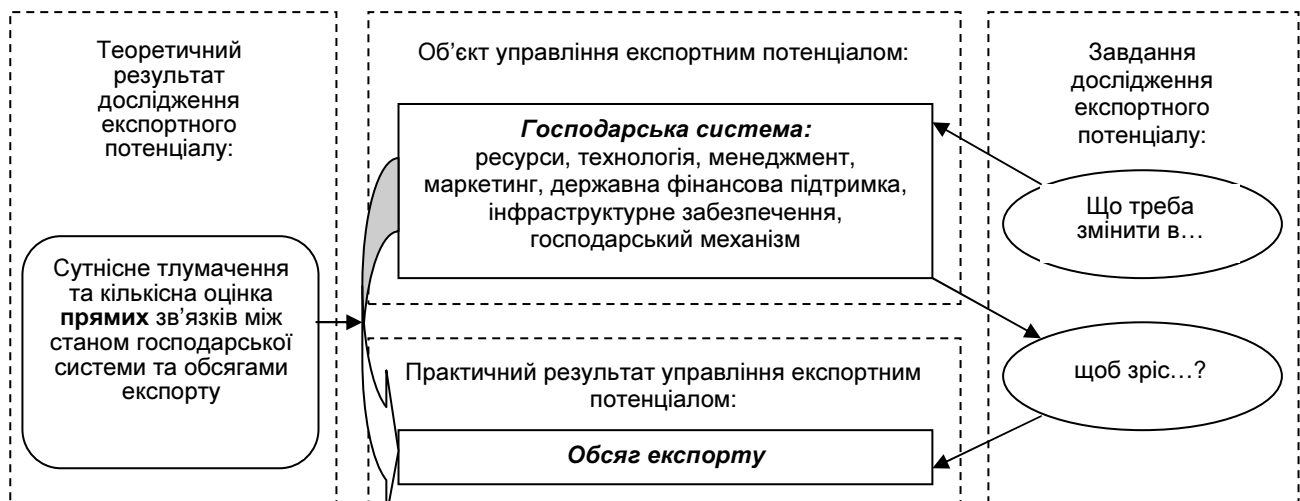 Теоретичний
результат
дослідження
експортного
потенціалу:
Сутнісне тлумачення
та кількісна оцінка
прямих зв’язків між
станом господарської
системи та обсягами
експорту
Об’єкт управління експортним потенціалом:
Господарська система:
ресурси, технологія, менеджмент,
маркетинг, державна фінансова підтримка,
інфраструктурне забезпечення,
господарський механізм
Практичний результат управління експортним
потенціалом:
Обсяг експорту
Завдання
дослідження
експортного
потенціалу:
Що треба
змінити в…
щоб зріс…?